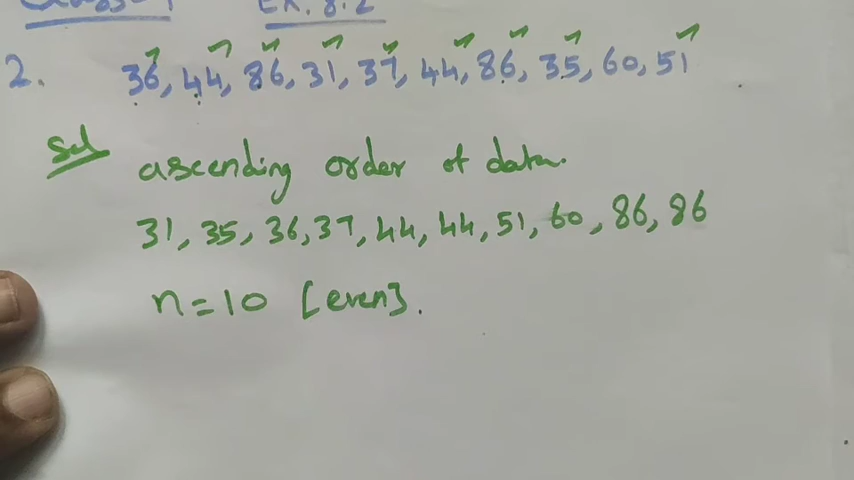 Ex. 8.2
2. 36, 44, 86, 31, 37, 44, 86, 35, 60, 51
Sol
ascending order of data.
31, 35, 36, 37, 44, 44, 51, 60, 86, 86
n = 10 [even].